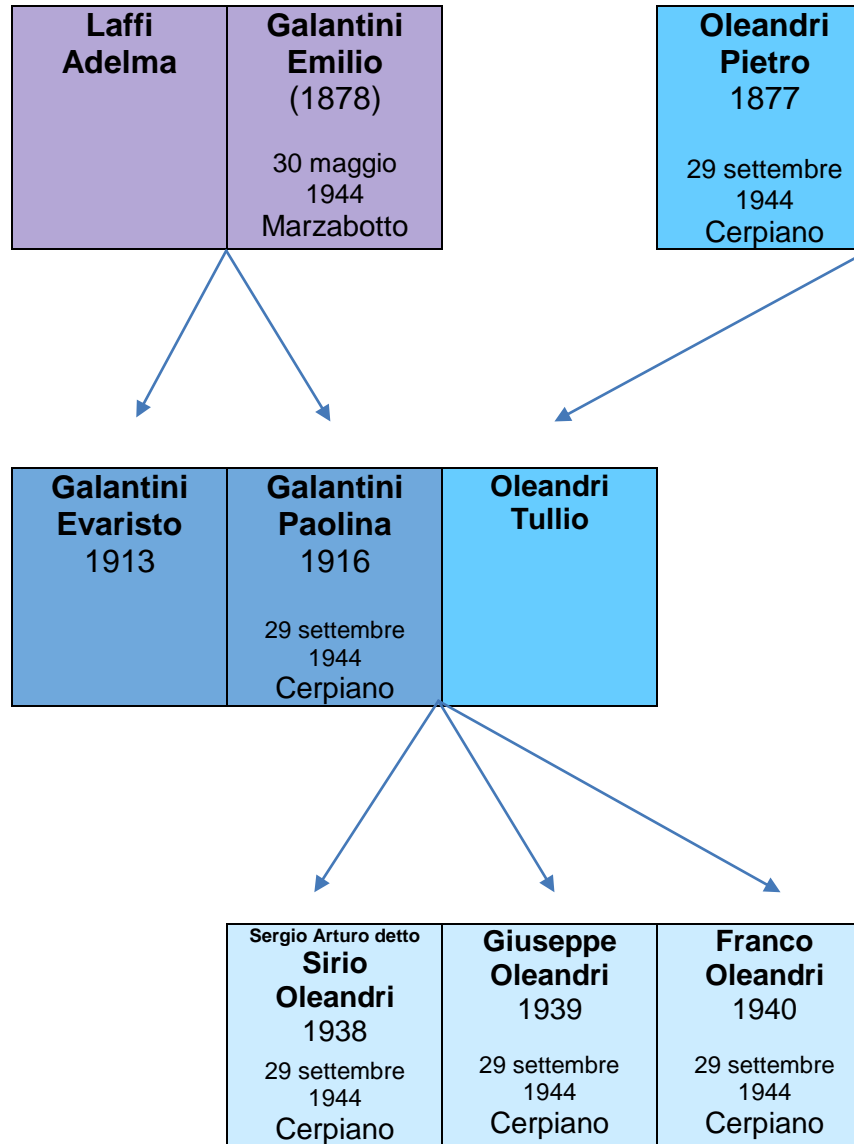 Laffi
Adelma
Galantini
Emilio
(1878)
30 maggio
1944
Marzabotto
Oleandri
Pietro
1877
29 settembre
1944
Cerpiano
Galantini
Evaristo
1913
Galantini
Paolina
1916
29 settembre
1944
Cerpiano
Oleandri
Tullio
Sergio Arturo detto
Sirio
Oleandri
1938
29 settembre
1944
Cerpiano
Giuseppe
Oleandri
1939
29 settembre
1944
Cerpiano
Franco
Oleandri
1940
29 settembre
1944
Cerpiano